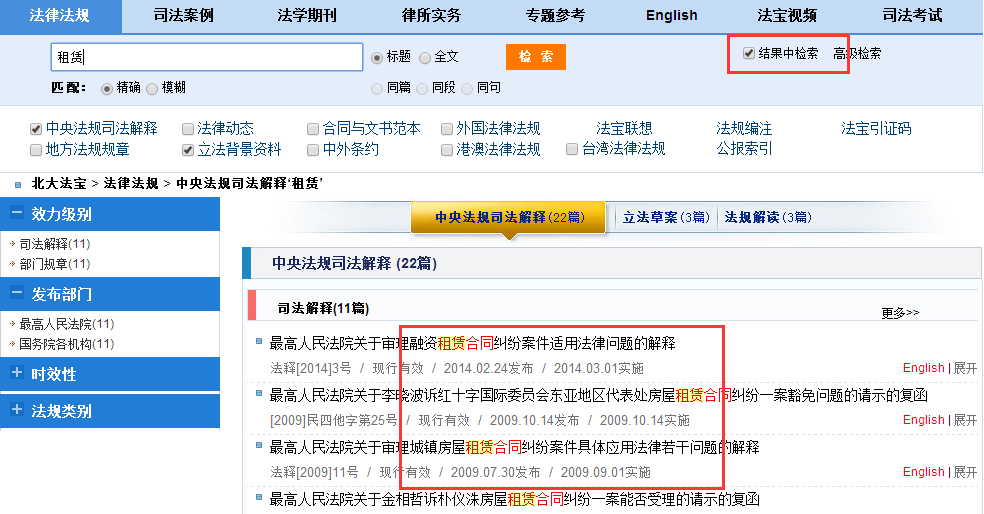 法律法规 司法案例 法学期刊 律所实务 专题参考 English 法宝视频 司法考试
租赁 标题 全文 检 索 结果中检索 高级检索
匹配： 精确 模糊 同篇 同段 同句
中央法规司法解释 法律动态 合同与文书范本 外国法律法规 法宝联想 法规编注 法宝引证码
地方法规规章 立法背景资料 中外条约 港澳法律法规 台湾法律法规 公报索引
北大法宝 > 法律法规 > 中央法规司法解释‘租赁’
效力级别
司法解释(11)
部门规章(11)
发布部门
最高人民法院(11)
国务院各机构(11)
时效性
法规类别
中央法规司法解释(22篇) 立法草案(3篇) 法规解读(3篇)
中央法规司法解释 (22篇)
司法解释(11篇) 更多>>
最高人民法院关于审理融资租赁合同纠纷案件适用法律问题的解释
法释[2014]3号 / 现行有效 / 2014.02.24发布 / 2014.03.01实施 English | 展开
最高人民法院关于李晓波诉红十字国际委员会东亚地区代表处房屋租赁合同纠纷一案豁免问题的请示的复函
[2009]民四他字第25号 / 现行有效 / 2009.10.14发布 / 2009.10.14实施 English | 展开
最高人民法院关于审理城镇房屋租赁合同纠纷案件具体应用法律若干问题的解释
法释[2009]11号 / 现行有效 / 2009.07.30发布 / 2009.09.01实施 English | 展开
最高人民法院关于金相哲诉朴仪洙房屋租赁合同纠纷一案能否受理的请示的复函